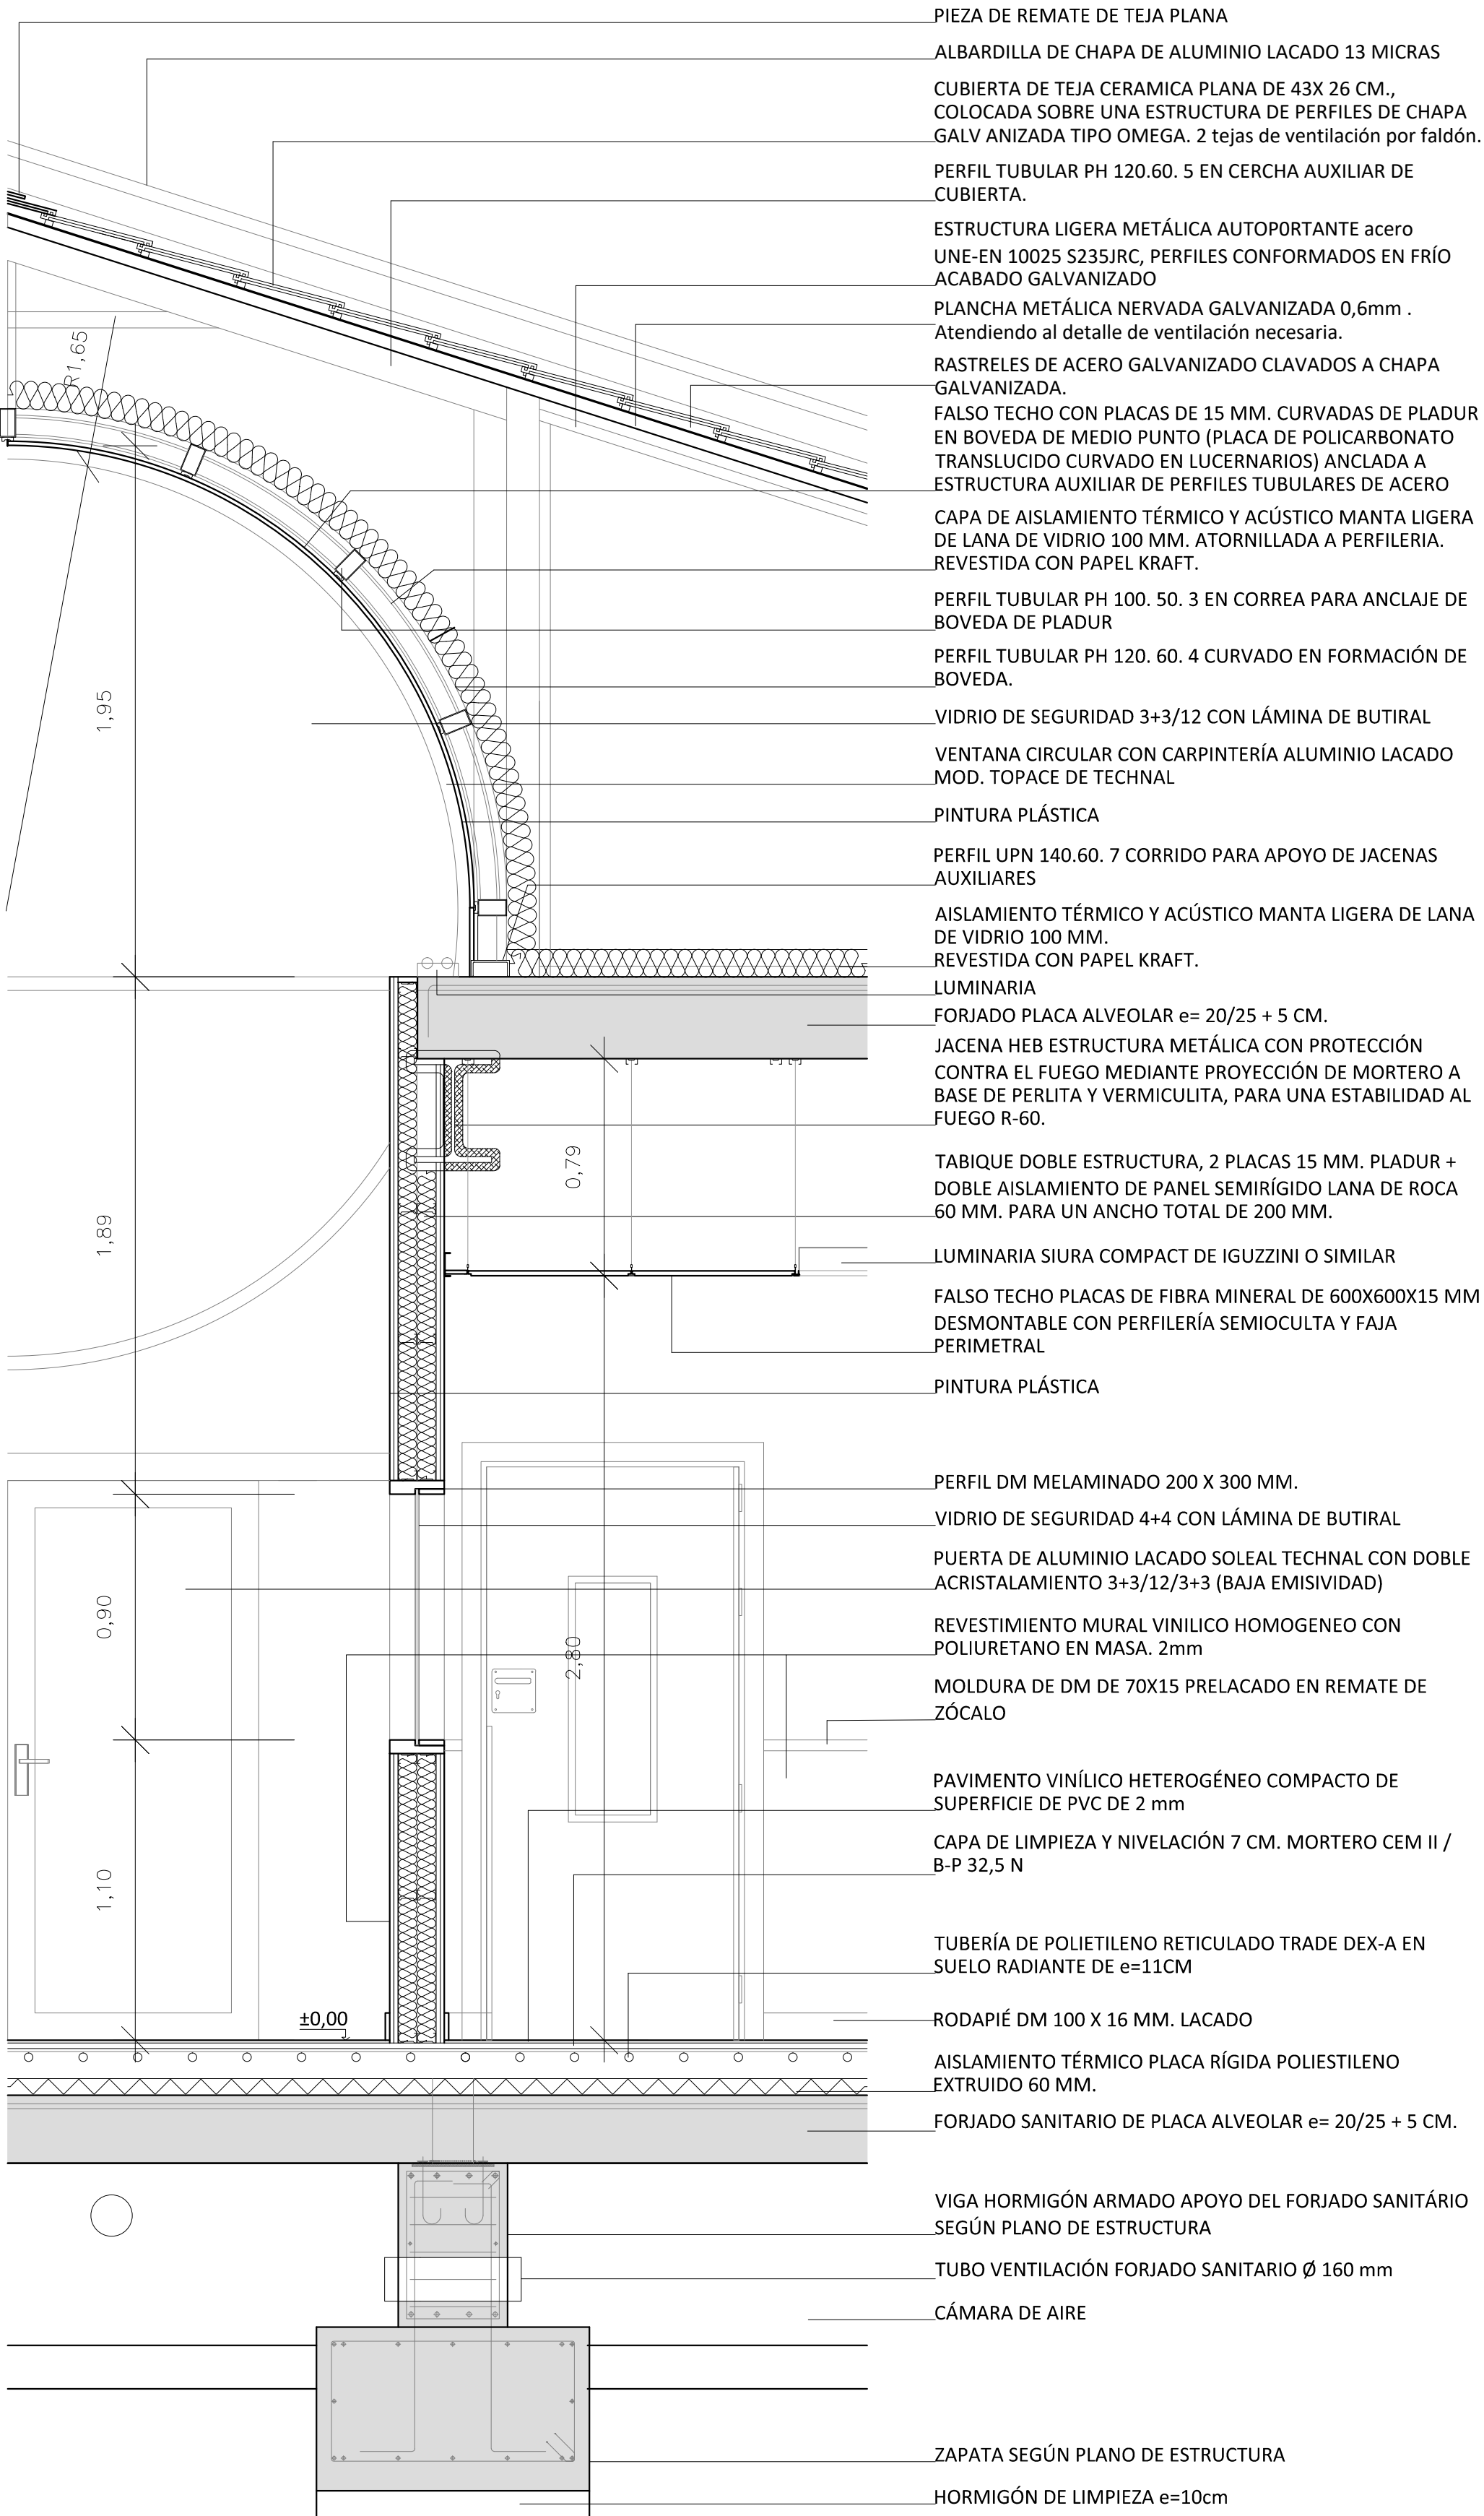 PIEZA DE REMATE DE TEJA PLANA
ALBARDILLA DE CHAPA DE ALUMINIO LACADO 13 MICRAS
CUBIERTA DE TEJA CERAMICA PLANA DE 43X 26 CM.,
COLOCADA SOBRE UNA ESTRUCTURA DE PERFILES DE CHAPA
GALV ANIZADA TIPO OMEGA. 2 tejas de ventilación por faldón.
PERFIL TUBULAR PH 120.60. 5 EN CERCHA AUXILIAR DE
CUBIERTA.
ESTRUCTURA LIGERA METÁLICA AUTOP0RTANTE acero
UNE-EN 10025 S235JRC, PERFILES CONFORMADOS EN FRÍO
ACABADO GALVANIZADO
PLANCHA METÁLICA NERVADA GALVANIZADA 0,6mm .
Atendiendo al detalle de ventilación necesaria.
RASTRELES DE ACERO GALVANIZADO CLAVADOS A CHAPA
GALVANIZADA.
FALSO TECHO CON PLACAS DE 15 MM. CURVADAS DE PLADUR
EN BOVEDA DE MEDIO PUNTO (PLACA DE POLICARBONATO
TRANSLUCIDO CURVADO EN LUCERNARIOS) ANCLADA A
ESTRUCTURA AUXILIAR DE PERFILES TUBULARES DE ACERO
CAPA DE AISLAMIENTO TÉRMICO Y ACÚSTICO MANTA LIGERA
DE LANA DE VIDRIO 100 MM. ATORNILLADA A PERFILERIA.
REVESTIDA CON PAPEL KRAFT.
PERFIL TUBULAR PH 100. 50. 3 EN CORREA PARA ANCLAJE DE
BOVEDA DE PLADUR
PERFIL TUBULAR PH 120. 60. 4 CURVADO EN FORMACIÓN DE
BOVEDA.
VIDRIO DE SEGURIDAD 3+3/12 CON LÁMINA DE BUTIRAL
VENTANA CIRCULAR CON CARPINTERÍA ALUMINIO LACADO
MOD. TOPACE DE TECHNAL
PINTURA PLÁSTICA
PERFIL UPN 140.60. 7 CORRIDO PARA APOYO DE JACENAS
AUXILIARES
AISLAMIENTO TÉRMICO Y ACÚSTICO MANTA LIGERA DE LANA
DE VIDRIO 100 MM.
REVESTIDA CON PAPEL KRAFT.
LUMINARIA
FORJADO PLACA ALVEOLAR e= 20/25 + 5 CM.
JACENA HEB ESTRUCTURA METÁLICA CON PROTECCIÓN
CONTRA EL FUEGO MEDIANTE PROYECCIÓN DE MORTERO A
BASE DE PERLITA Y VERMICULITA, PARA UNA ESTABILIDAD AL
FUEGO R-60.
TABIQUE DOBLE ESTRUCTURA, 2 PLACAS 15 MM. PLADUR +
DOBLE AISLAMIENTO DE PANEL SEMIRÍGIDO LANA DE ROCA
60 MM. PARA UN ANCHO TOTAL DE 200 MM.
LUMINARIA SIURA COMPACT DE IGUZZINI O SIMILAR
FALSO TECHO PLACAS DE FIBRA MINERAL DE 600X600X15 MM
DESMONTABLE CON PERFILERÍA SEMIOCULTA Y FAJA
PERIMETRAL
PINTURA PLÁSTICA
PERFIL DM MELAMINADO 200 X 300 MM.
VIDRIO DE SEGURIDAD 4+4 CON LÁMINA DE BUTIRAL
PUERTA DE ALUMINIO LACADO SOLEAL TECHNAL CON DOBLE
ACRISTALAMIENTO 3+3/12/3+3 (BAJA EMISIVIDAD)
REVESTIMIENTO MURAL VINILICO HOMOGENEO CON
POLIURETANO EN MASA. 2mm
MOLDURA DE DM DE 70X15 PRELACADO EN REMATE DE
ZÓCALO
PAVIMENTO VINÍLICO HETEROGÉNEO COMPACTO DE
SUPERFICIE DE PVC DE 2 mm
CAPA DE LIMPIEZA Y NIVELACIÓN 7 CM. MORTERO CEM II /
B-P 32,5 N
TUBERÍA DE POLIETILENO RETICULADO TRADE DEX-A EN
SUELO RADIANTE DE e=11CM
RODAPIÉ DM 100 X 16 MM. LACADO
AISLAMIENTO TÉRMICO PLACA RÍGIDA POLIESTILENO
EXTRUIDO 60 MM.
FORJADO SANITARIO DE PLACA ALVEOLAR e= 20/25 + 5 CM.
VIGA HORMIGÓN ARMADO APOYO DEL FORJADO SANITÁRIO
SEGÚN PLANO DE ESTRUCTURA
TUBO VENTILACIÓN FORJADO SANITARIO Ø 160 mm
CÁMARA DE AIRE
ZAPATA SEGÚN PLANO DE ESTRUCTURA
HORMIGÓN DE LIMPIEZA e=10cm
R1,65
1,95
1,89
0,79
0,90
2,80
1,10
±0,00